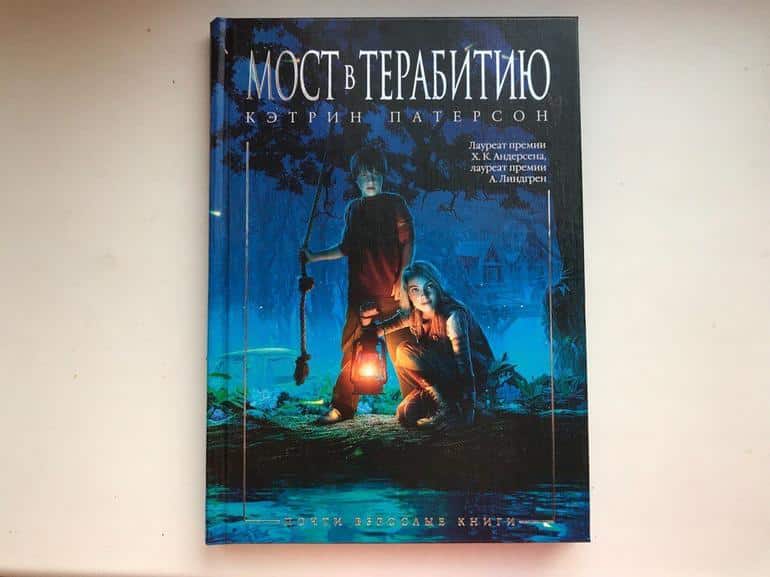 МОСТ В ТЕРАБИТИЮ
КЭТРИН ПАТЕРСОН
Лауреат премии
Х. К. Андерсена,
лауреат премии
А. Линдгрен
ПОЧТИ ВЗРОСЛЫЕ КНИГИ